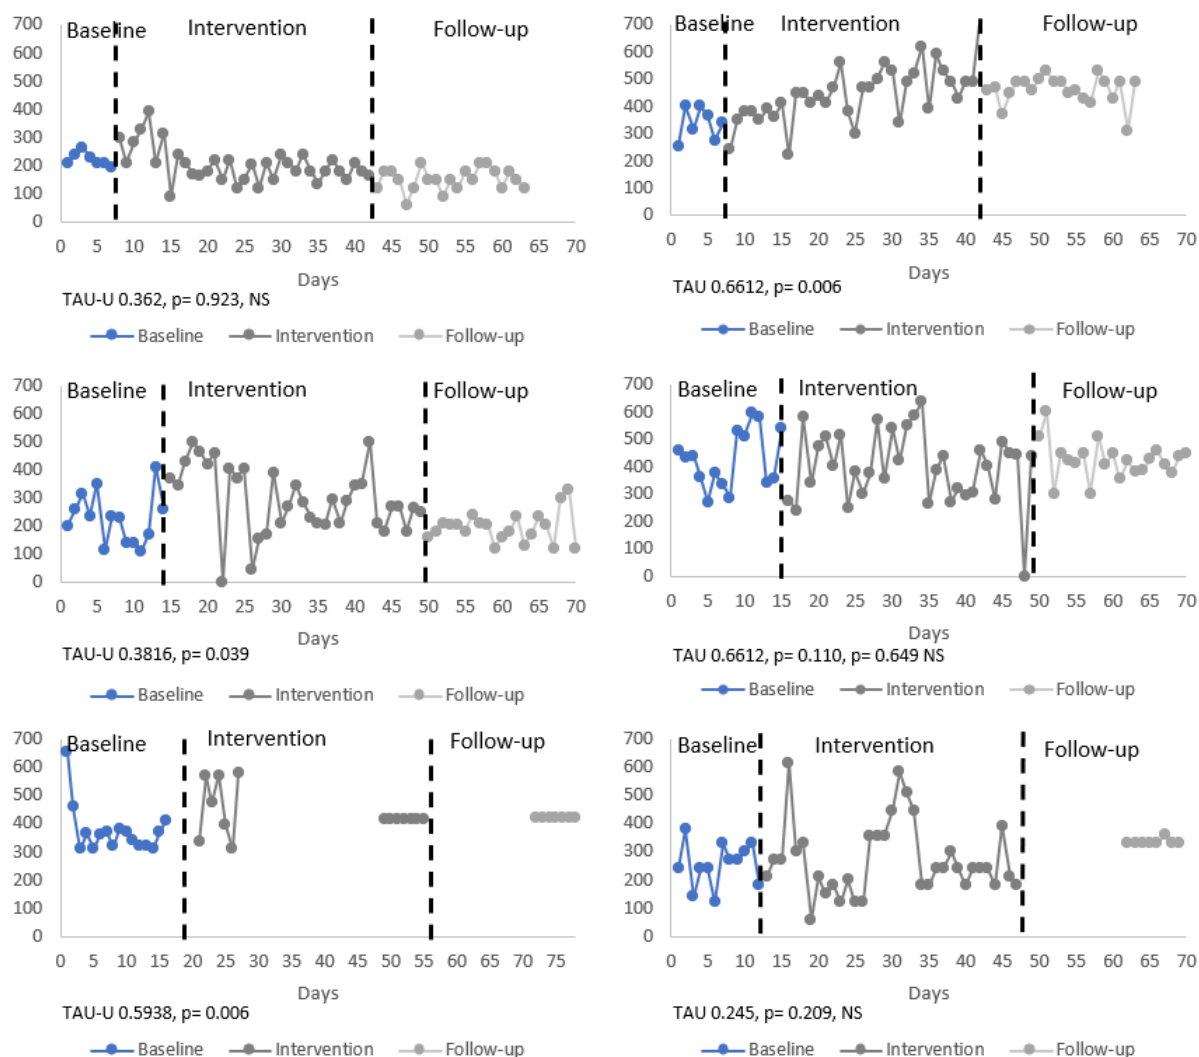 Baseline Intervention Follow-up
700
600
500
400
300
200
100
0
0 5 10 15 20 25 30 35 40 45 50 55 60 65 70
Days
TAU-U 0.362, p= 0.923, NS
Baseline Intervention Follow-up
Baseline Intervention Follow-up
700
600
500
400
300
200
100
0
0 5 10 15 20 25 30 35 40 45 50 55 60 65 70
Days
TAU 0.6612, p= 0.006
Baseline Intervention Follow-up
Baseline Intervention Follow-up
700
600
500
400
300
200
100
0
0 5 10 15 20 25 30 35 40 45 50 55 60 65 70
Days
TAU-U 0.3816, p= 0.039
Baseline Intervention Follow-up
Baseline Intervention Follow-up
700
600
500
400
300
200
100
0
0 5 10 15 20 25 30 35 40 45 50 55 60 65 70
Days
TAU 0.6612, p= 0.110, p= 0.649 NS
Baseline Intervention Follow-up
Baseline Intervention Follow-up
700
600
500
400
300
200
100
0
0 5 10 15 20 25 30 35 40 45 50 55 60 65 70 75
Days
TAU-U 0.5938, p= 0.006
Baseline Intervention Follow-up
Baseline Intervention Follow-up
700
600
500
400
300
200
100
0
0 5 10 15 20 25 30 35 40 45 50 55 60 65 70
Days
TAU 0.245, p= 0.209, NS
Baseline Intervention Follow-up